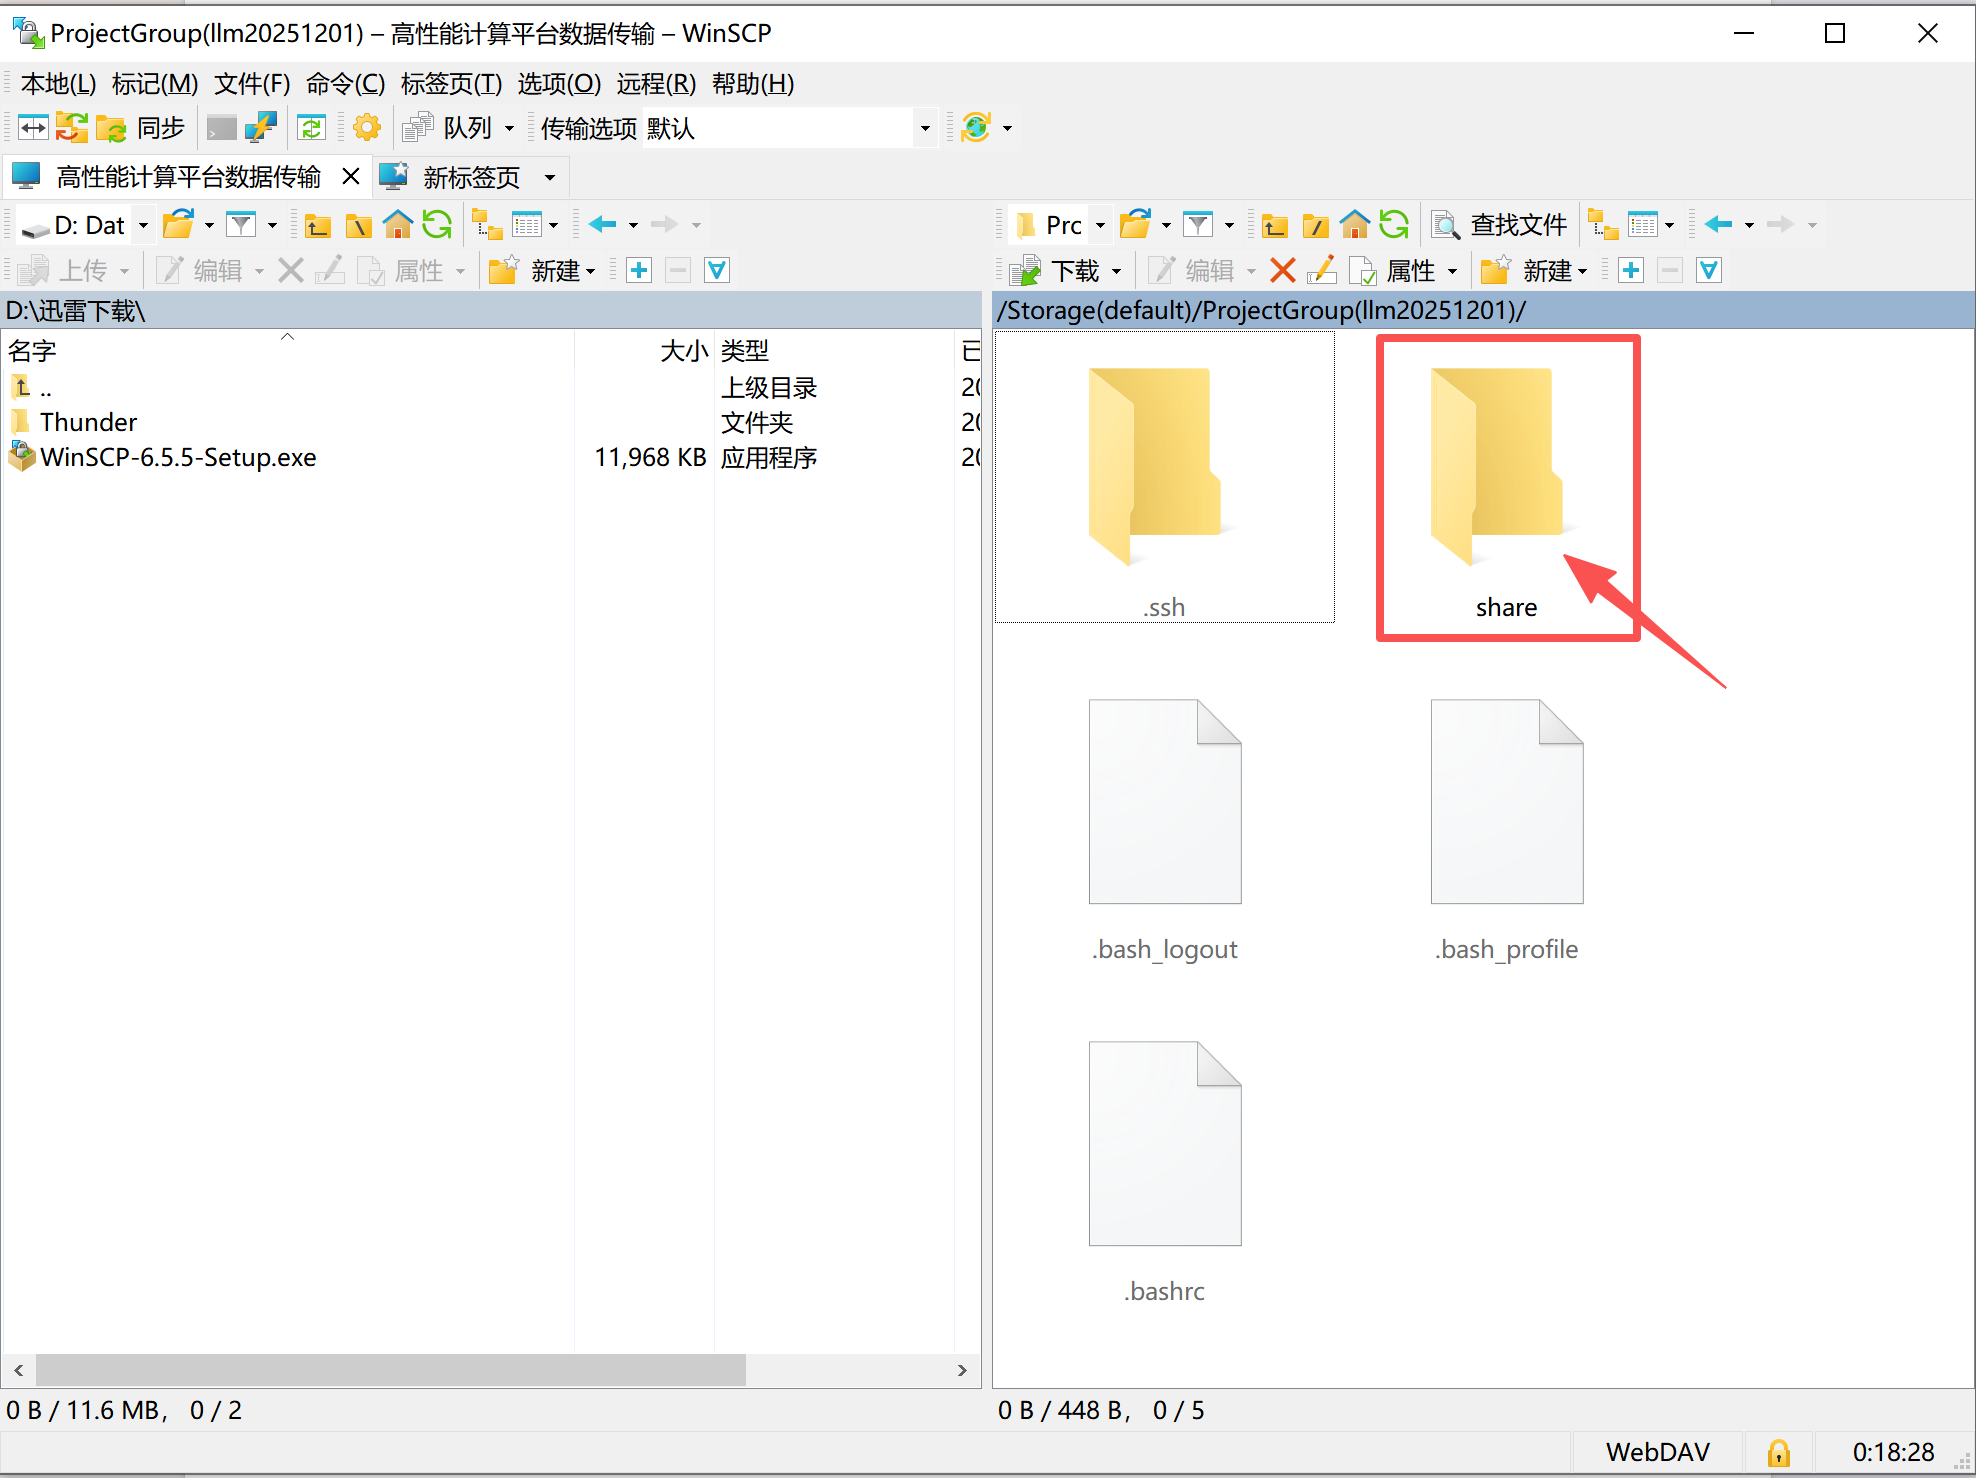 ProjectGroup(llm20251201) – 高性能计算平台数据传输 – WinSCP
本地(L) 标记(M) 文件(F) 命令(C) 标签页(T) 选项(O) 远程(R) 帮助(H)
同步 队列 传输选项 默认
高性能计算平台数据传输 新标签页
D: Dat
Prc 查找文件
上传 编辑 属性 新建
下载 编辑 属性 新建
D:\迅雷下载\
/Storage(default)/ProjectGroup(llm20251201)/
名字 大小 类型
.. 上级目录 20
Thunder 文件夹 20
WinSCP-6.5.5-Setup.exe 11,968 KB 应用程序 20
.ssh share
.bash_logout .bash_profile
.bashrc
0 B / 11.6 MB， 0 / 2
0 B / 448 B， 0 / 5
WebDAV 0:18:28